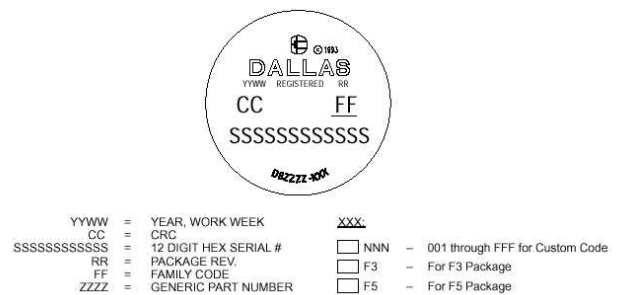 © 1993
DALLAS
YYWW REGISTERED RR
CC FF
SSSSSSSSSSSS
DSZZZZ-XXX
YYWW = YEAR, WORK WEEK
CC = CRC
SSSSSSSSSSSSS = 12 DIGIT HEX SERIAL #
RR = PACKAGE REV.
FF = FAMILY CODE
ZZZZ = GENERIC PART NUMBER
XXX:
NNN – 001 through FFF for Custom Code
F3 – For F3 Package
F5 – For F5 Package